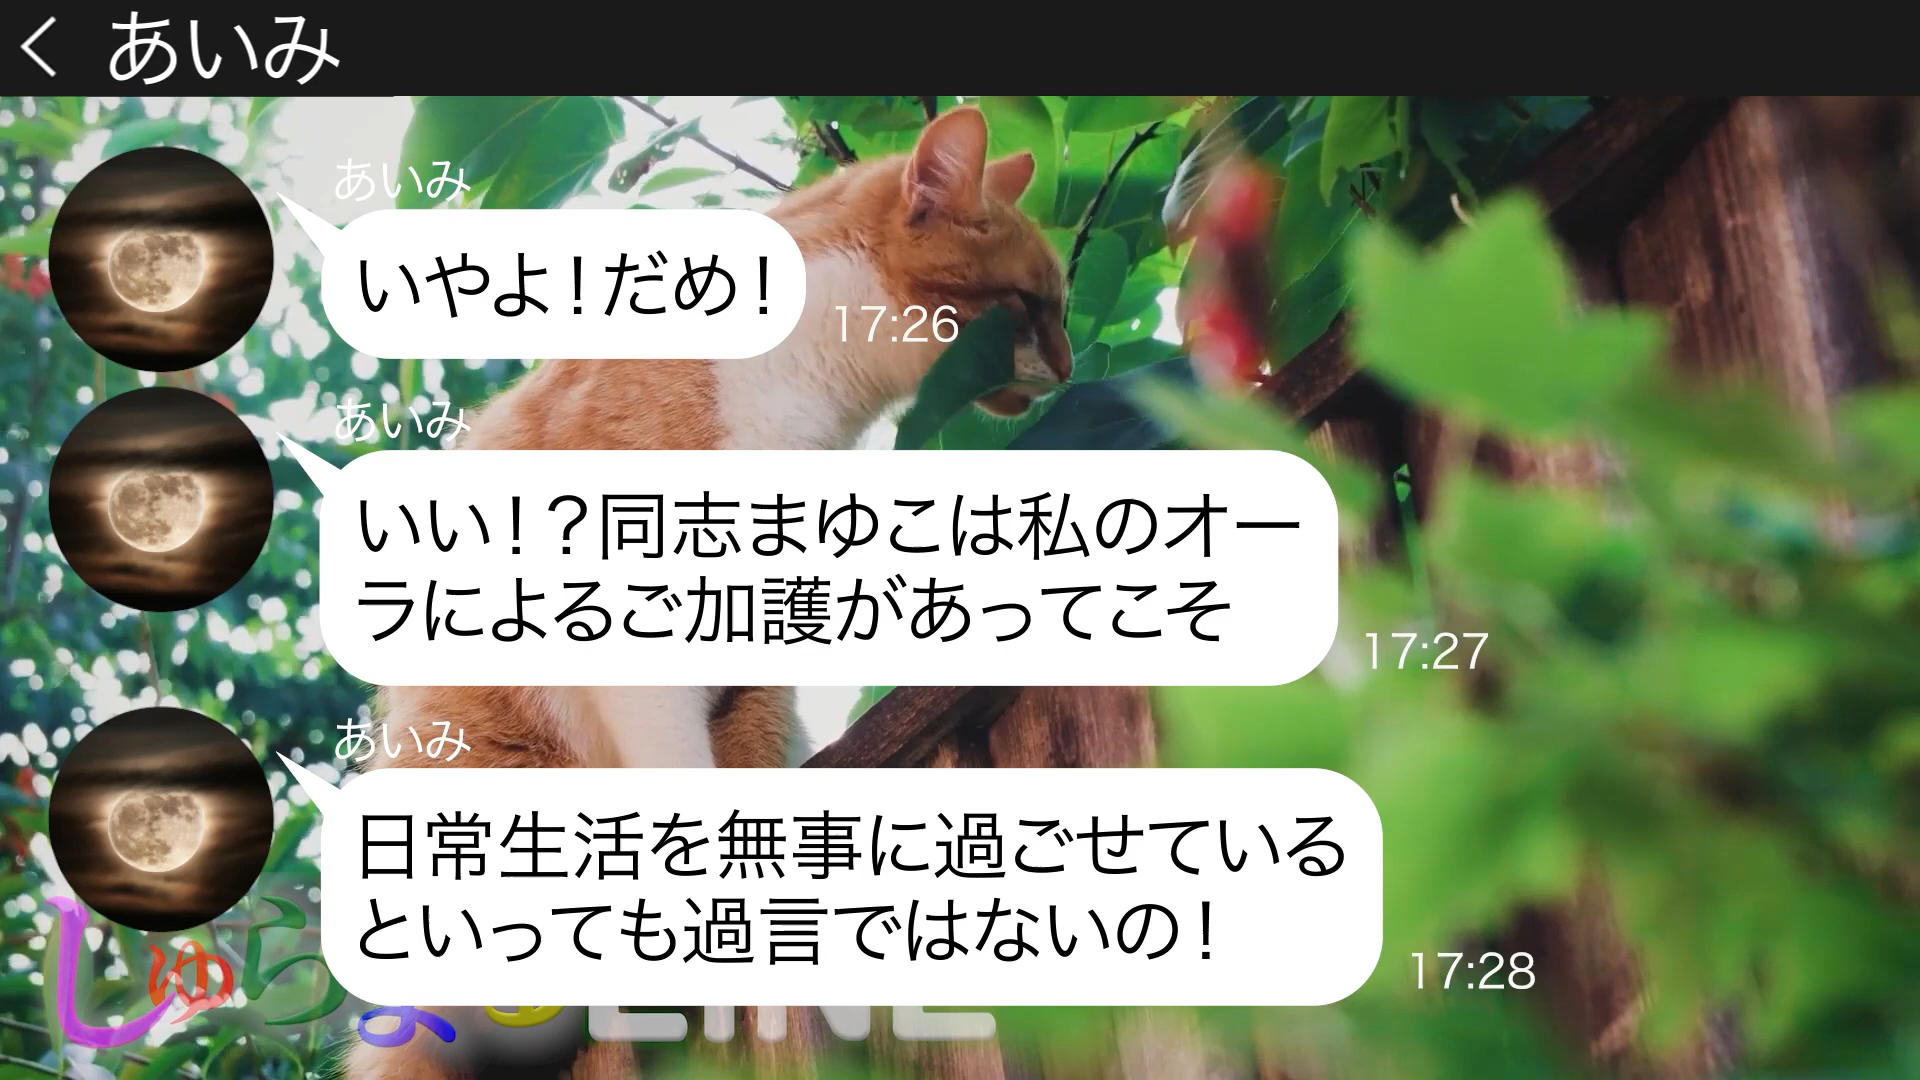 あいみ
あいみ
いやよ！だめ！
17:26
あいみ
いい！？同志まゆこは私のオー
ラによるご加護があってこそ
17:27
あいみ
日常生活を無事に過ごせている
といっても過言ではないの！
17:28